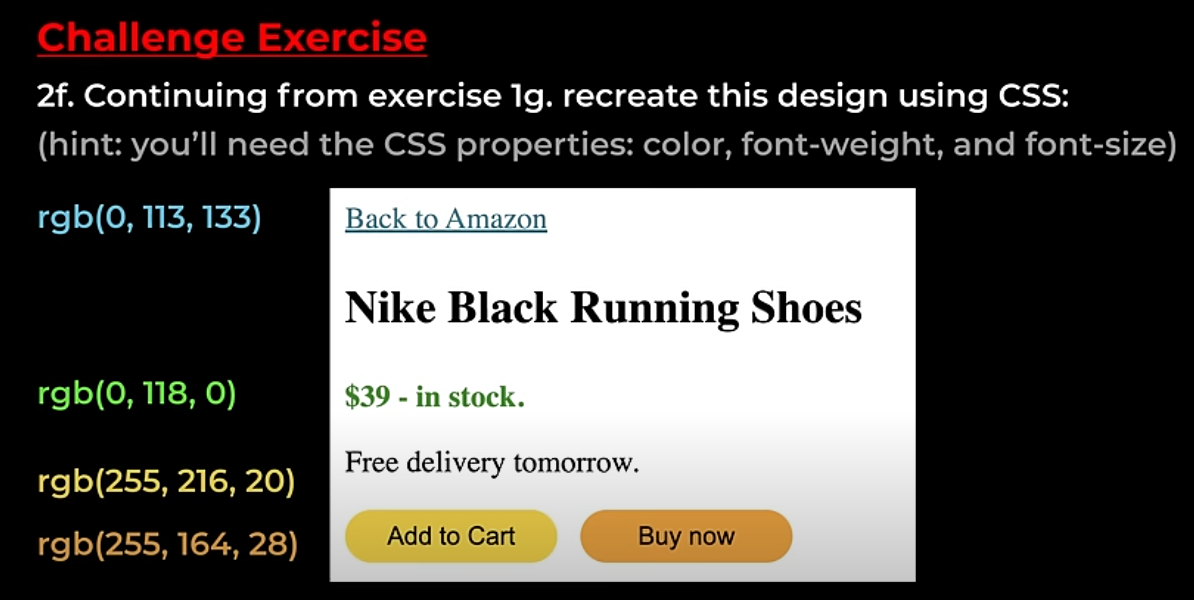 Challenge Exercise
2f. Continuing from exercise 1g. recreate this design using CSS:
(hint: you’ll need the CSS properties: color, font-weight, and font-size)
rgb(0, 113, 133)
Back to Amazon
Nike Black Running Shoes
rgb(0, 118, 0)
$39 - in stock.
Free delivery tomorrow.
rgb(255, 216, 20)
Add to Cart
Buy now
rgb(255, 164, 28)